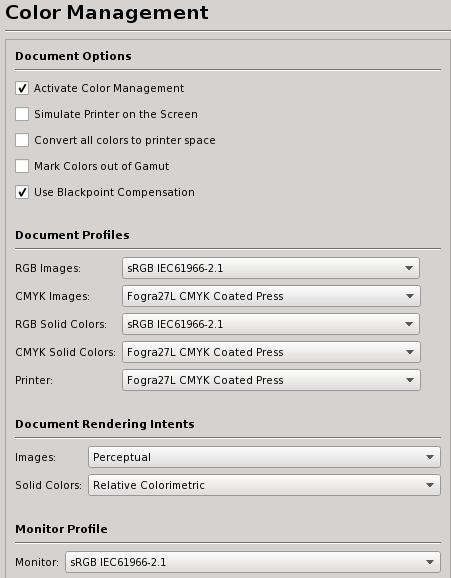 Color Management
Document Options
Activate Color Management
Simulate Printer on the Screen
Convert all colors to printer space
Mark Colors out of Gamut
Use Blackpoint Compensation
Document Profiles
RGB Images: sRGB IEC61966-2.1
CMYK Images: Fogra27L CMYK Coated Press
RGB Solid Colors: sRGB IEC61966-2.1
CMYK Solid Colors: Fogra27L CMYK Coated Press
Printer: Fogra27L CMYK Coated Press
Document Rendering Intents
Images: Perceptual
Solid Colors: Relative Colorimetric
Monitor Profile
Monitor: sRGB IEC61966-2.1